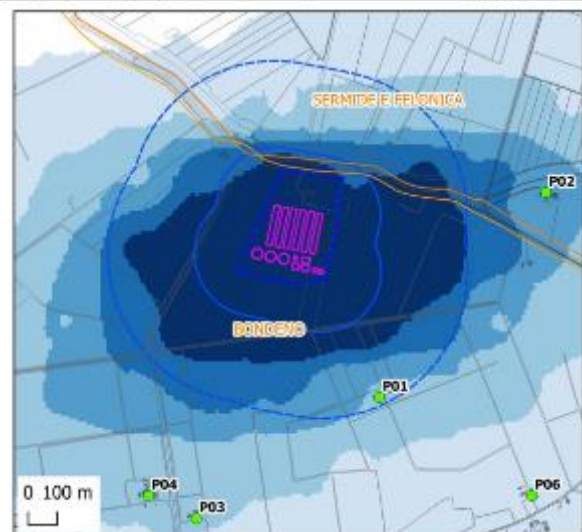 SERMIDE E FELONICA
P02
BONDENO
P01
P04
P03
P06
0 100 m